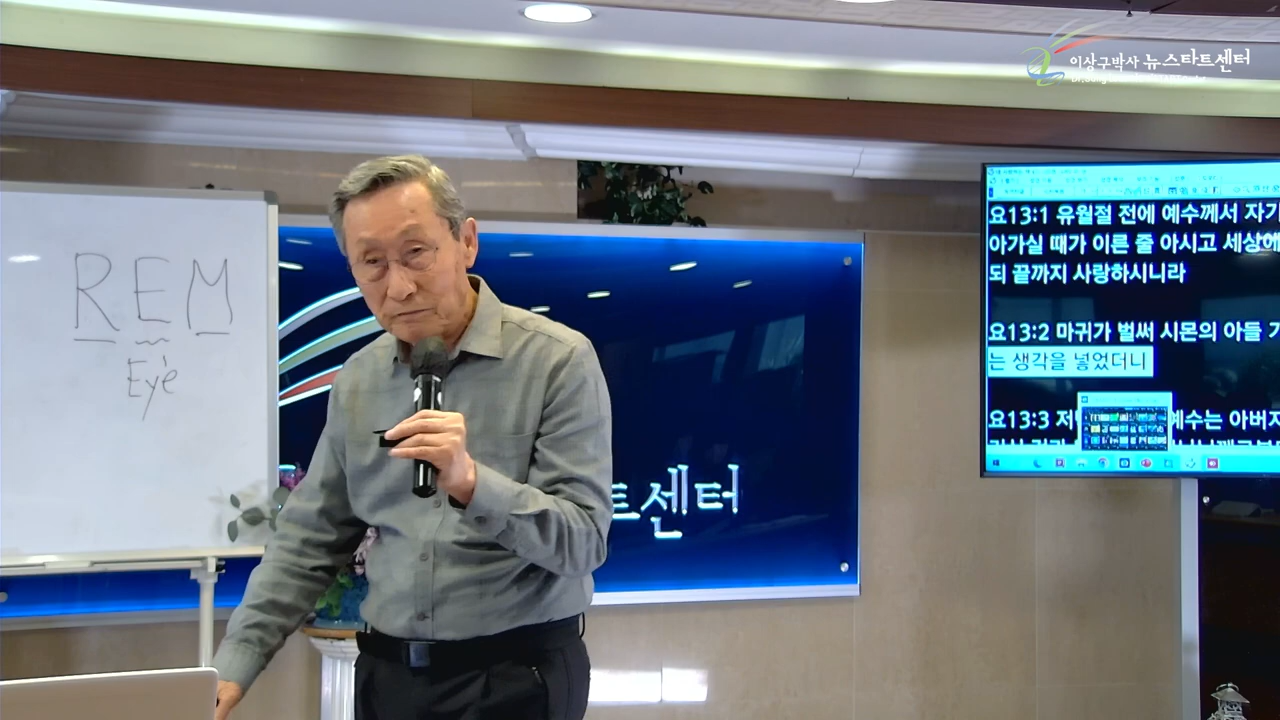 이상구박사 뉴스타트센터
REM
Eye
트센터
요13:1 유월절 전에 예수께서 자기
아가실 때가 이른 줄 아시고 세상에
되 끝까지 사랑하시니라
요13:2 마귀가 벌써 시몬의 아들 가
는 생각을 넣었더니
요13:3 저 예수는 아버지